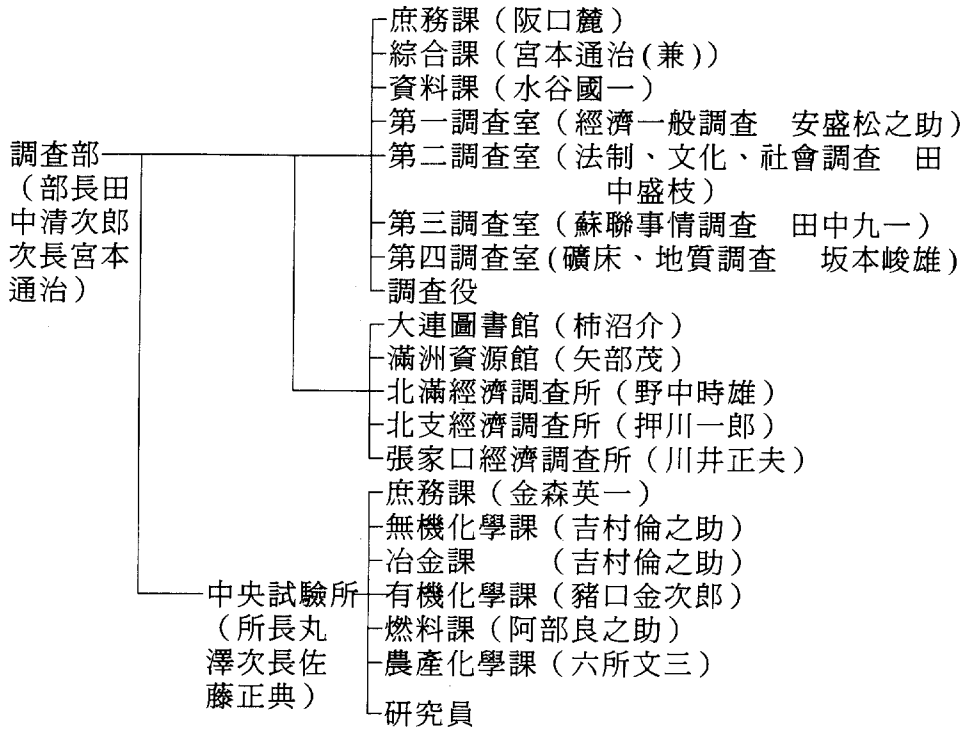 調查部
（部長田
中清次郎
次長宮本
通治）
庶務課（阪口麓）
綜合課（宮本通治(兼)）
資料課（水谷國一）
第一調查室（經濟一般調查　安盛松之助）
第二調查室（法制、文化、社會調查　田
中盛枝）
第三調查室（蘇聯事情調查　田中九一）
第四調查室(礦床、地質調查　坂本峻雄)
調查役
大連圖書館（柿沼介）
滿洲資源館（矢部茂）
北滿經濟調查所（野中時雄）
北支經濟調查所（押川一郎）
張家口經濟調查所（川井正夫）
中央試驗所
（所長丸
澤次長佐
藤正典）
庶務課（金森英一）
無機化學課（吉村倫之助）
冶金課　　（吉村倫之助）
有機化學課（豬口金次郎）
燃料課（阿部良之助）
農產化學課（六所文三）
研究員